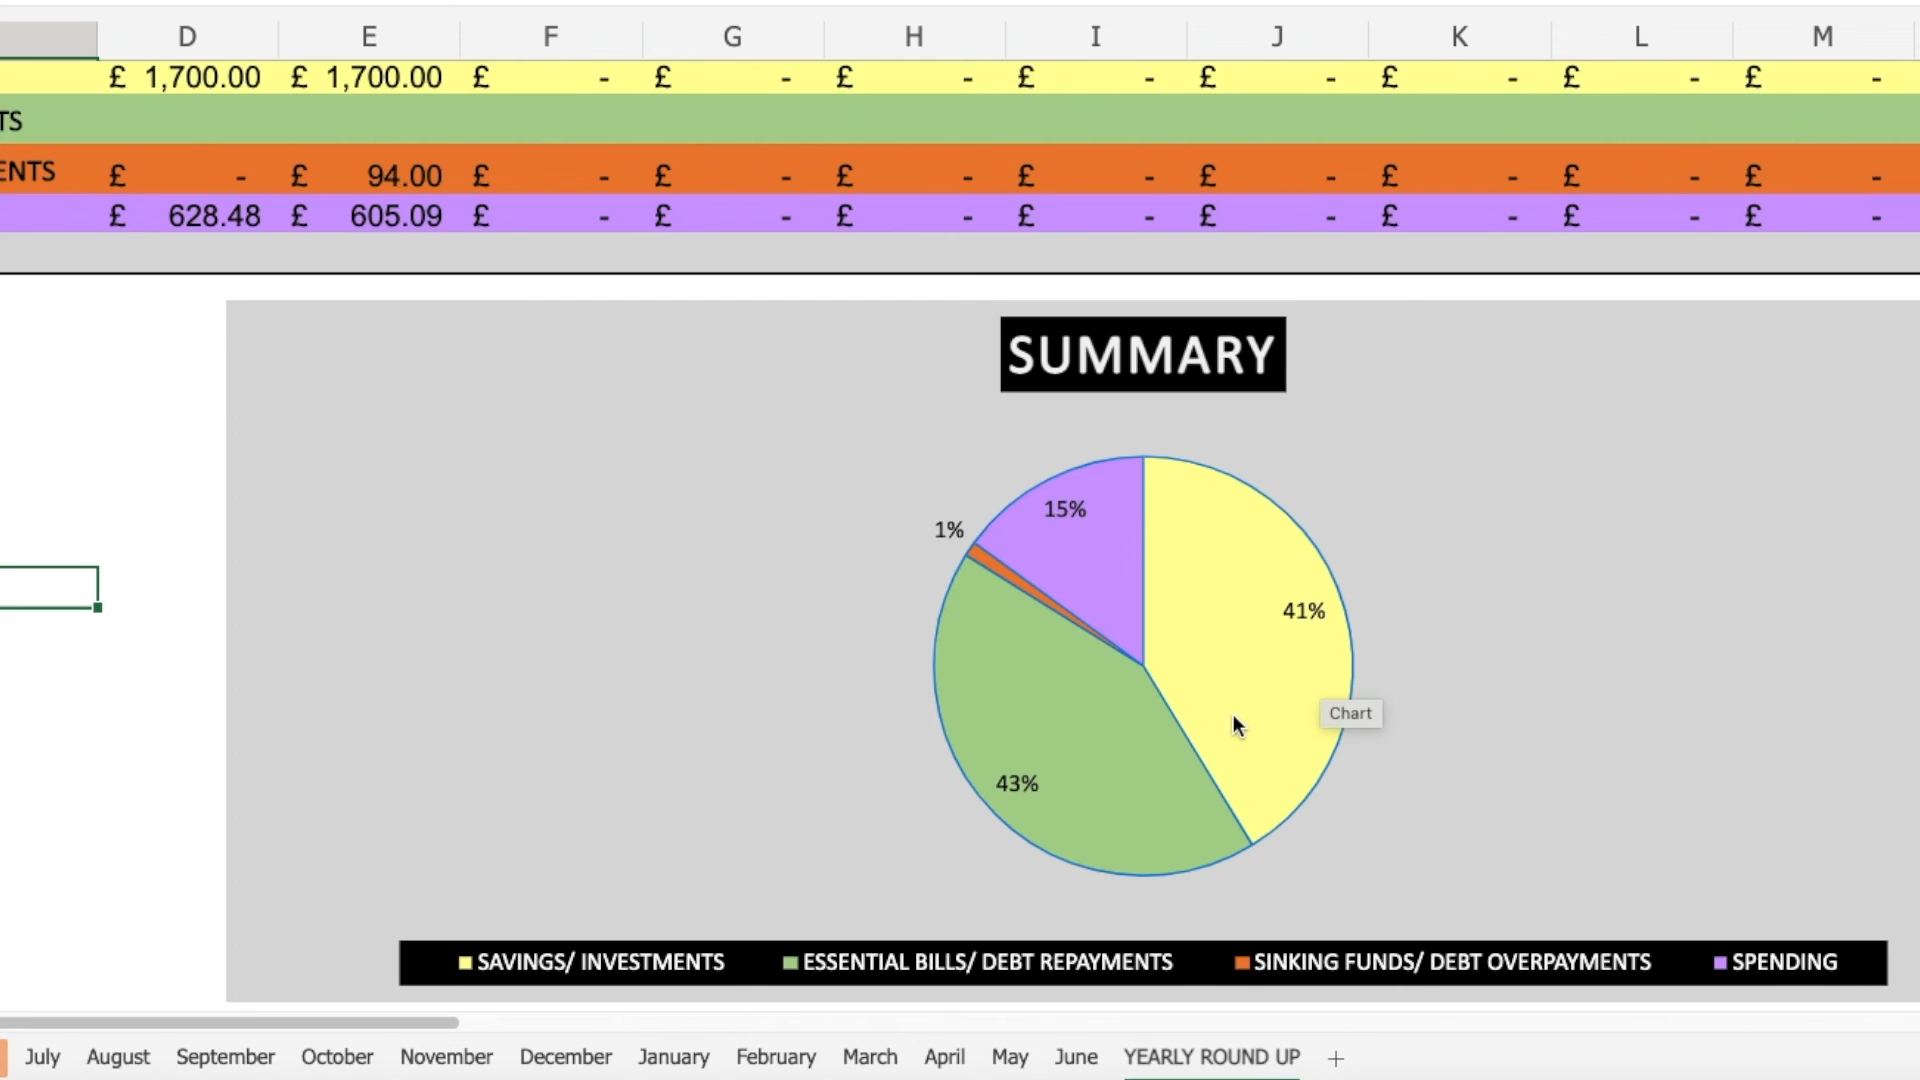 D E F G H I J K L M
£ 1,700.00 £ 1,700.00 £ - £ - £ - £ - £ - £ - £ - £ -
TS
ENTS £ - £ 94.00 £ - £ - £ - £ - £ - £ - £ - £ -
£ 628.48 £ 605.09 £ - £ - £ - £ - £ - £ - £ - £ -
SUMMARY
15%
1%
41%
Chart
43%
SAVINGS/ INVESTMENTS ESSENTIAL BILLS/ DEBT REPAYMENTS SINKING FUNDS/ DEBT OVERPAYMENTS SPENDING
July August September October November December January February March April May June YEARLY ROUND UP +